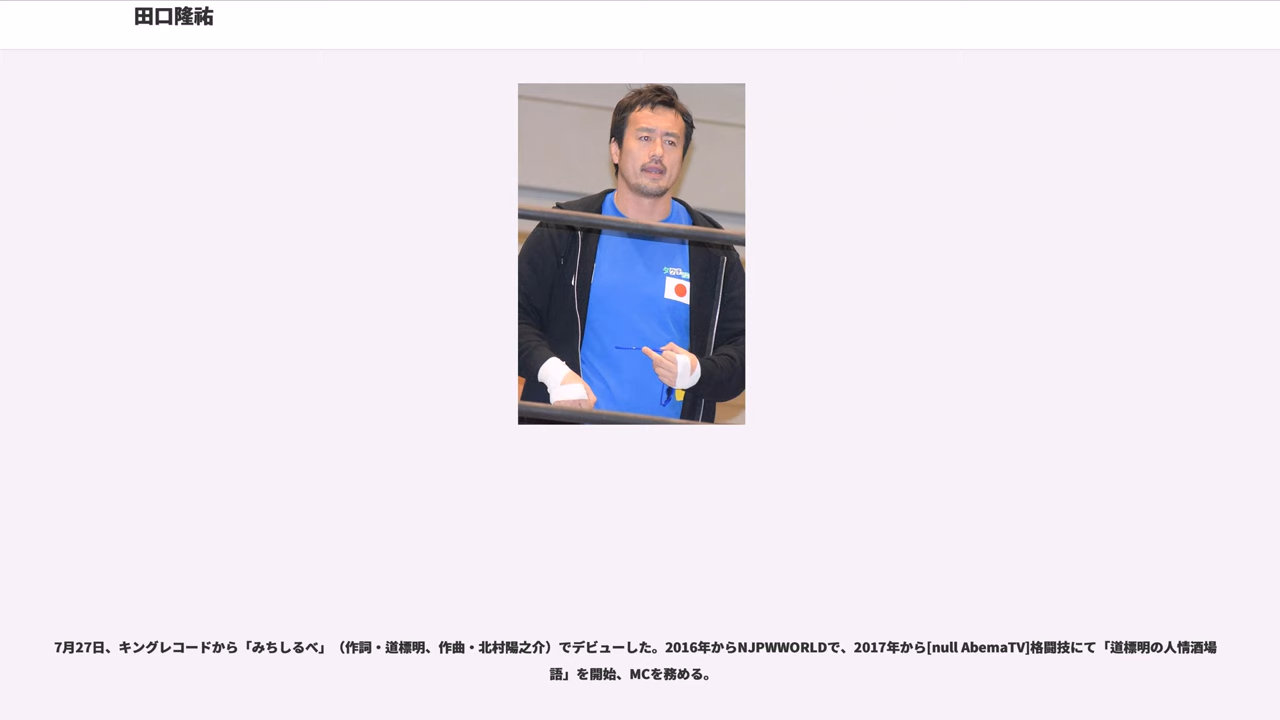 田口隆祐
7月27日、キングレコードから「みちしるべ」（作詞・道標明、作曲・北村陽之介）でデビューした。2016年からNJPWWORLDで、2017年から[null AbemaTV]格闘技にて「道標明の人情酒場
語」を開始、MCを務める。